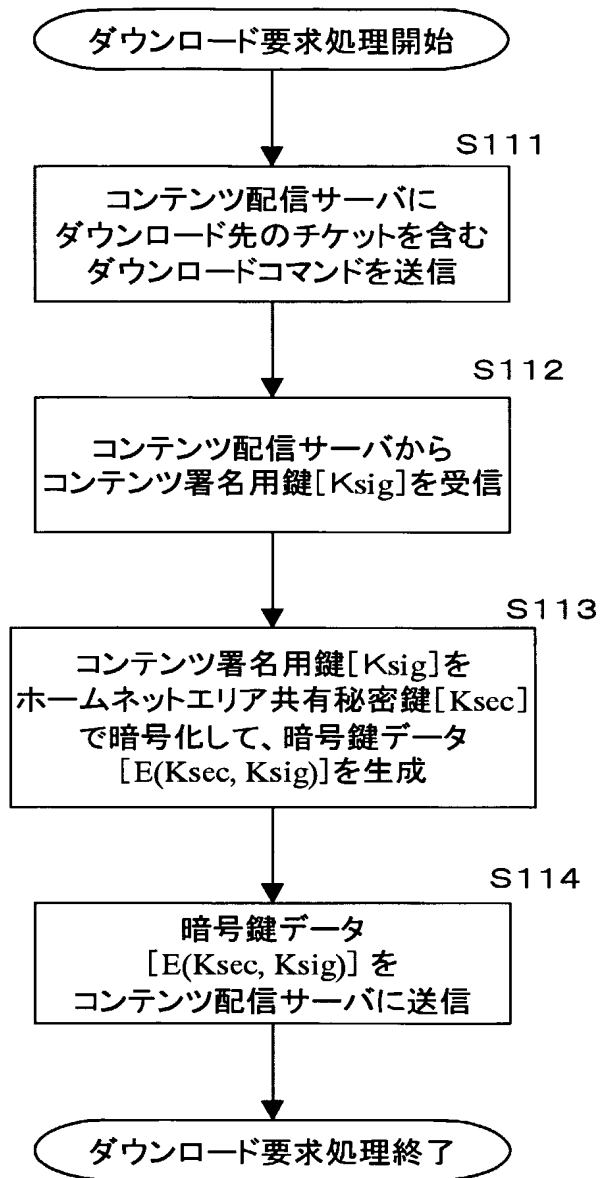 ダウンロード要求処理開始
S111
コンテンツ配信サーバに
ダウンロード先のチケットを含む
ダウンロードコマンドを送信
S112
コンテンツ配信サーバから
コンテンツ署名用鍵[Ksig]を受信
S113
コンテンツ署名用鍵[Ksig]を
ホームネットエリア共有秘密鍵[Ksec]
で暗号化して、暗号鍵データ
[E(Ksec, Ksig)]を生成
S114
暗号鍵データ
[E(Ksec, Ksig)] を
コンテンツ配信サーバに送信
ダウンロード要求処理終了